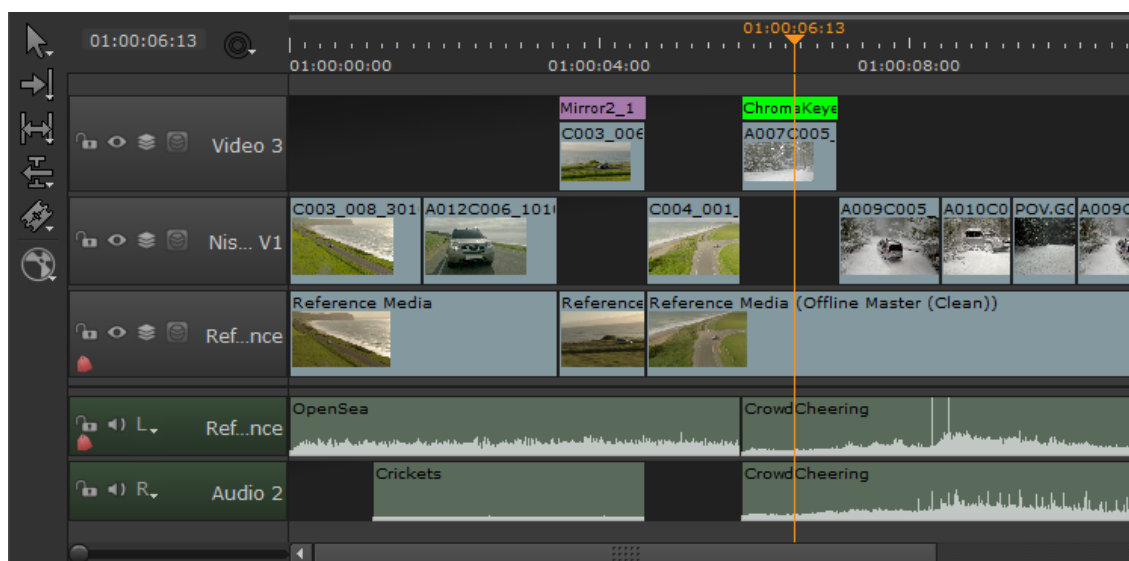 01:00:06:13
01:00:06:13
01:00:00:00
01:00:04:00
01:00:08:00
Video 3
Mirror2_1
C003_006
ChromaKeye
A007C005_
Nis... V1
C003_008_301
A012C006_101
C004_001_
A009C005_
A010C0
POV.GC
A009C
Ref...nce
Reference Media
Reference
Reference Media (Offline Master (Clean))
L
Ref...nce
OpenSea
CrowdCheering
R
Audio 2
Crickets
CrowdCheering